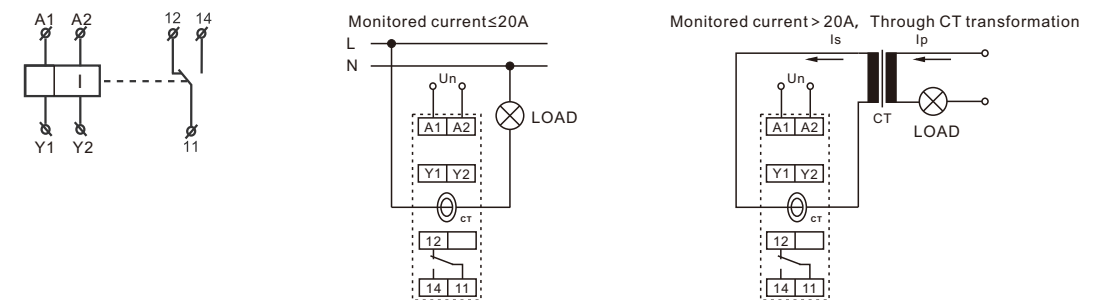 A1 A2 12 14
Y1 Y2 11
Monitored current≤20A
L
N
Un
A1 A2
LOAD
Y1 Y2
CT
12
14 11
Monitored current > 20A, Through CT transformation
Is Ip
Un
A1 A2
CT
LOAD
Y1 Y2
CT
12
14 11